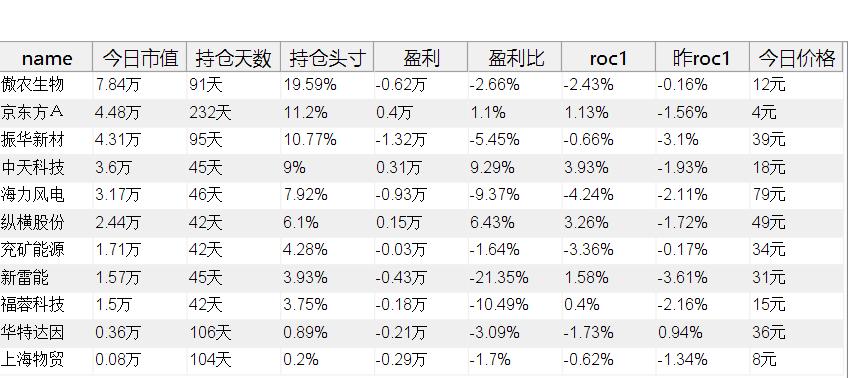 name 今日市值 持仓天数 持仓头寸 盈利 盈利比 roc1 昨roc1 今日价格
傲农生物 7.84万 91天 19.59% -0.62万 -2.66% -2.43% -0.16% 12元
京东方A 4.48万 232天 11.2% 0.4万 1.1% 1.13% -1.56% 4元
振华新材 4.31万 95天 10.77% -1.32万 -5.45% -0.66% -3.1% 39元
中天科技 3.6万 45天 9% 0.31万 9.29% 3.93% -1.93% 18元
海力风电 3.17万 46天 7.92% -0.93万 -9.37% -4.24% -2.11% 79元
纵横股份 2.44万 42天 6.1% 0.15万 6.43% 3.26% -1.72% 49元
兖矿能源 1.71万 42天 4.28% -0.03万 -1.64% -3.36% -0.17% 34元
新雷能 1.57万 45天 3.93% -0.43万 -21.35% 1.58% -3.61% 31元
福蓉科技 1.5万 42天 3.75% -0.18万 -10.49% 0.4% -2.16% 15元
华特达因 0.36万 106天 0.89% -0.21万 -3.09% -1.73% 0.94% 36元
上海物贸 0.08万 104天 0.2% -0.29万 -1.7% -0.62% -1.34% 8元